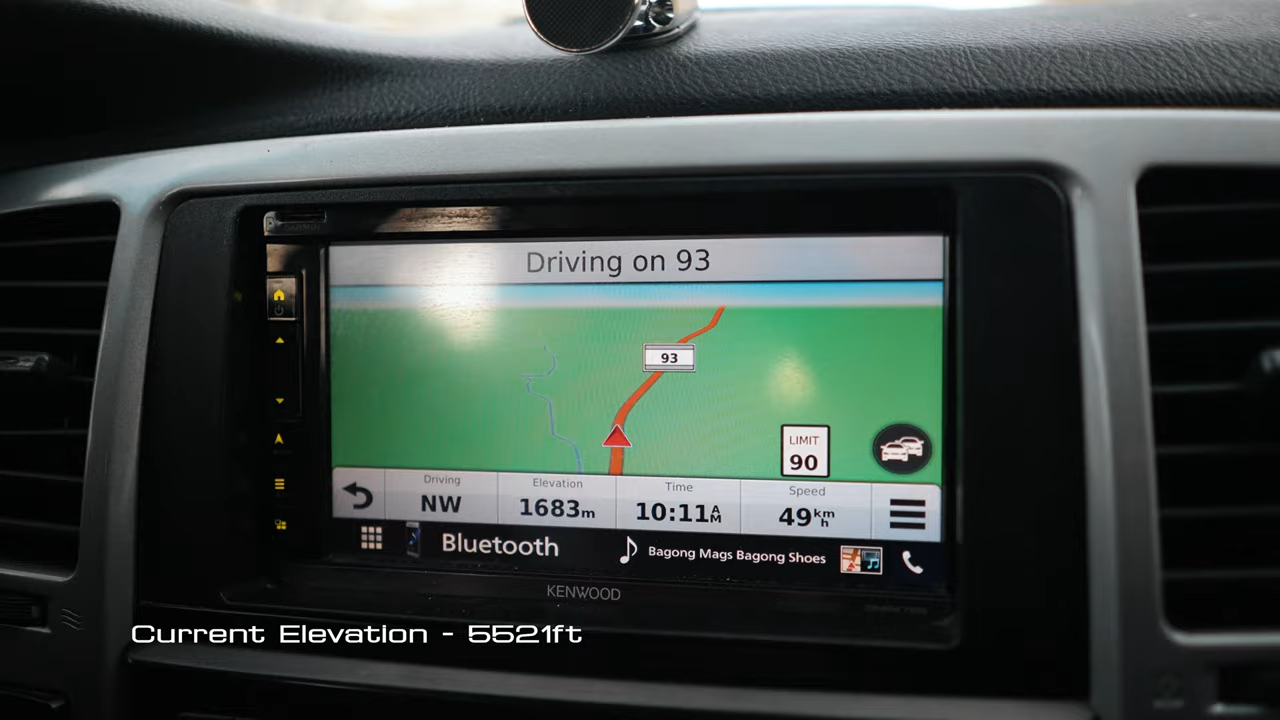 Driving on 93
93
LIMIT
90
Driving
NW
Elevation
1683m
Time
10:11AM
Speed
49km/h
Bluetooth
Bagong Mags Bagong Shoes
KENWOOD
Current Elevation - 5521ft